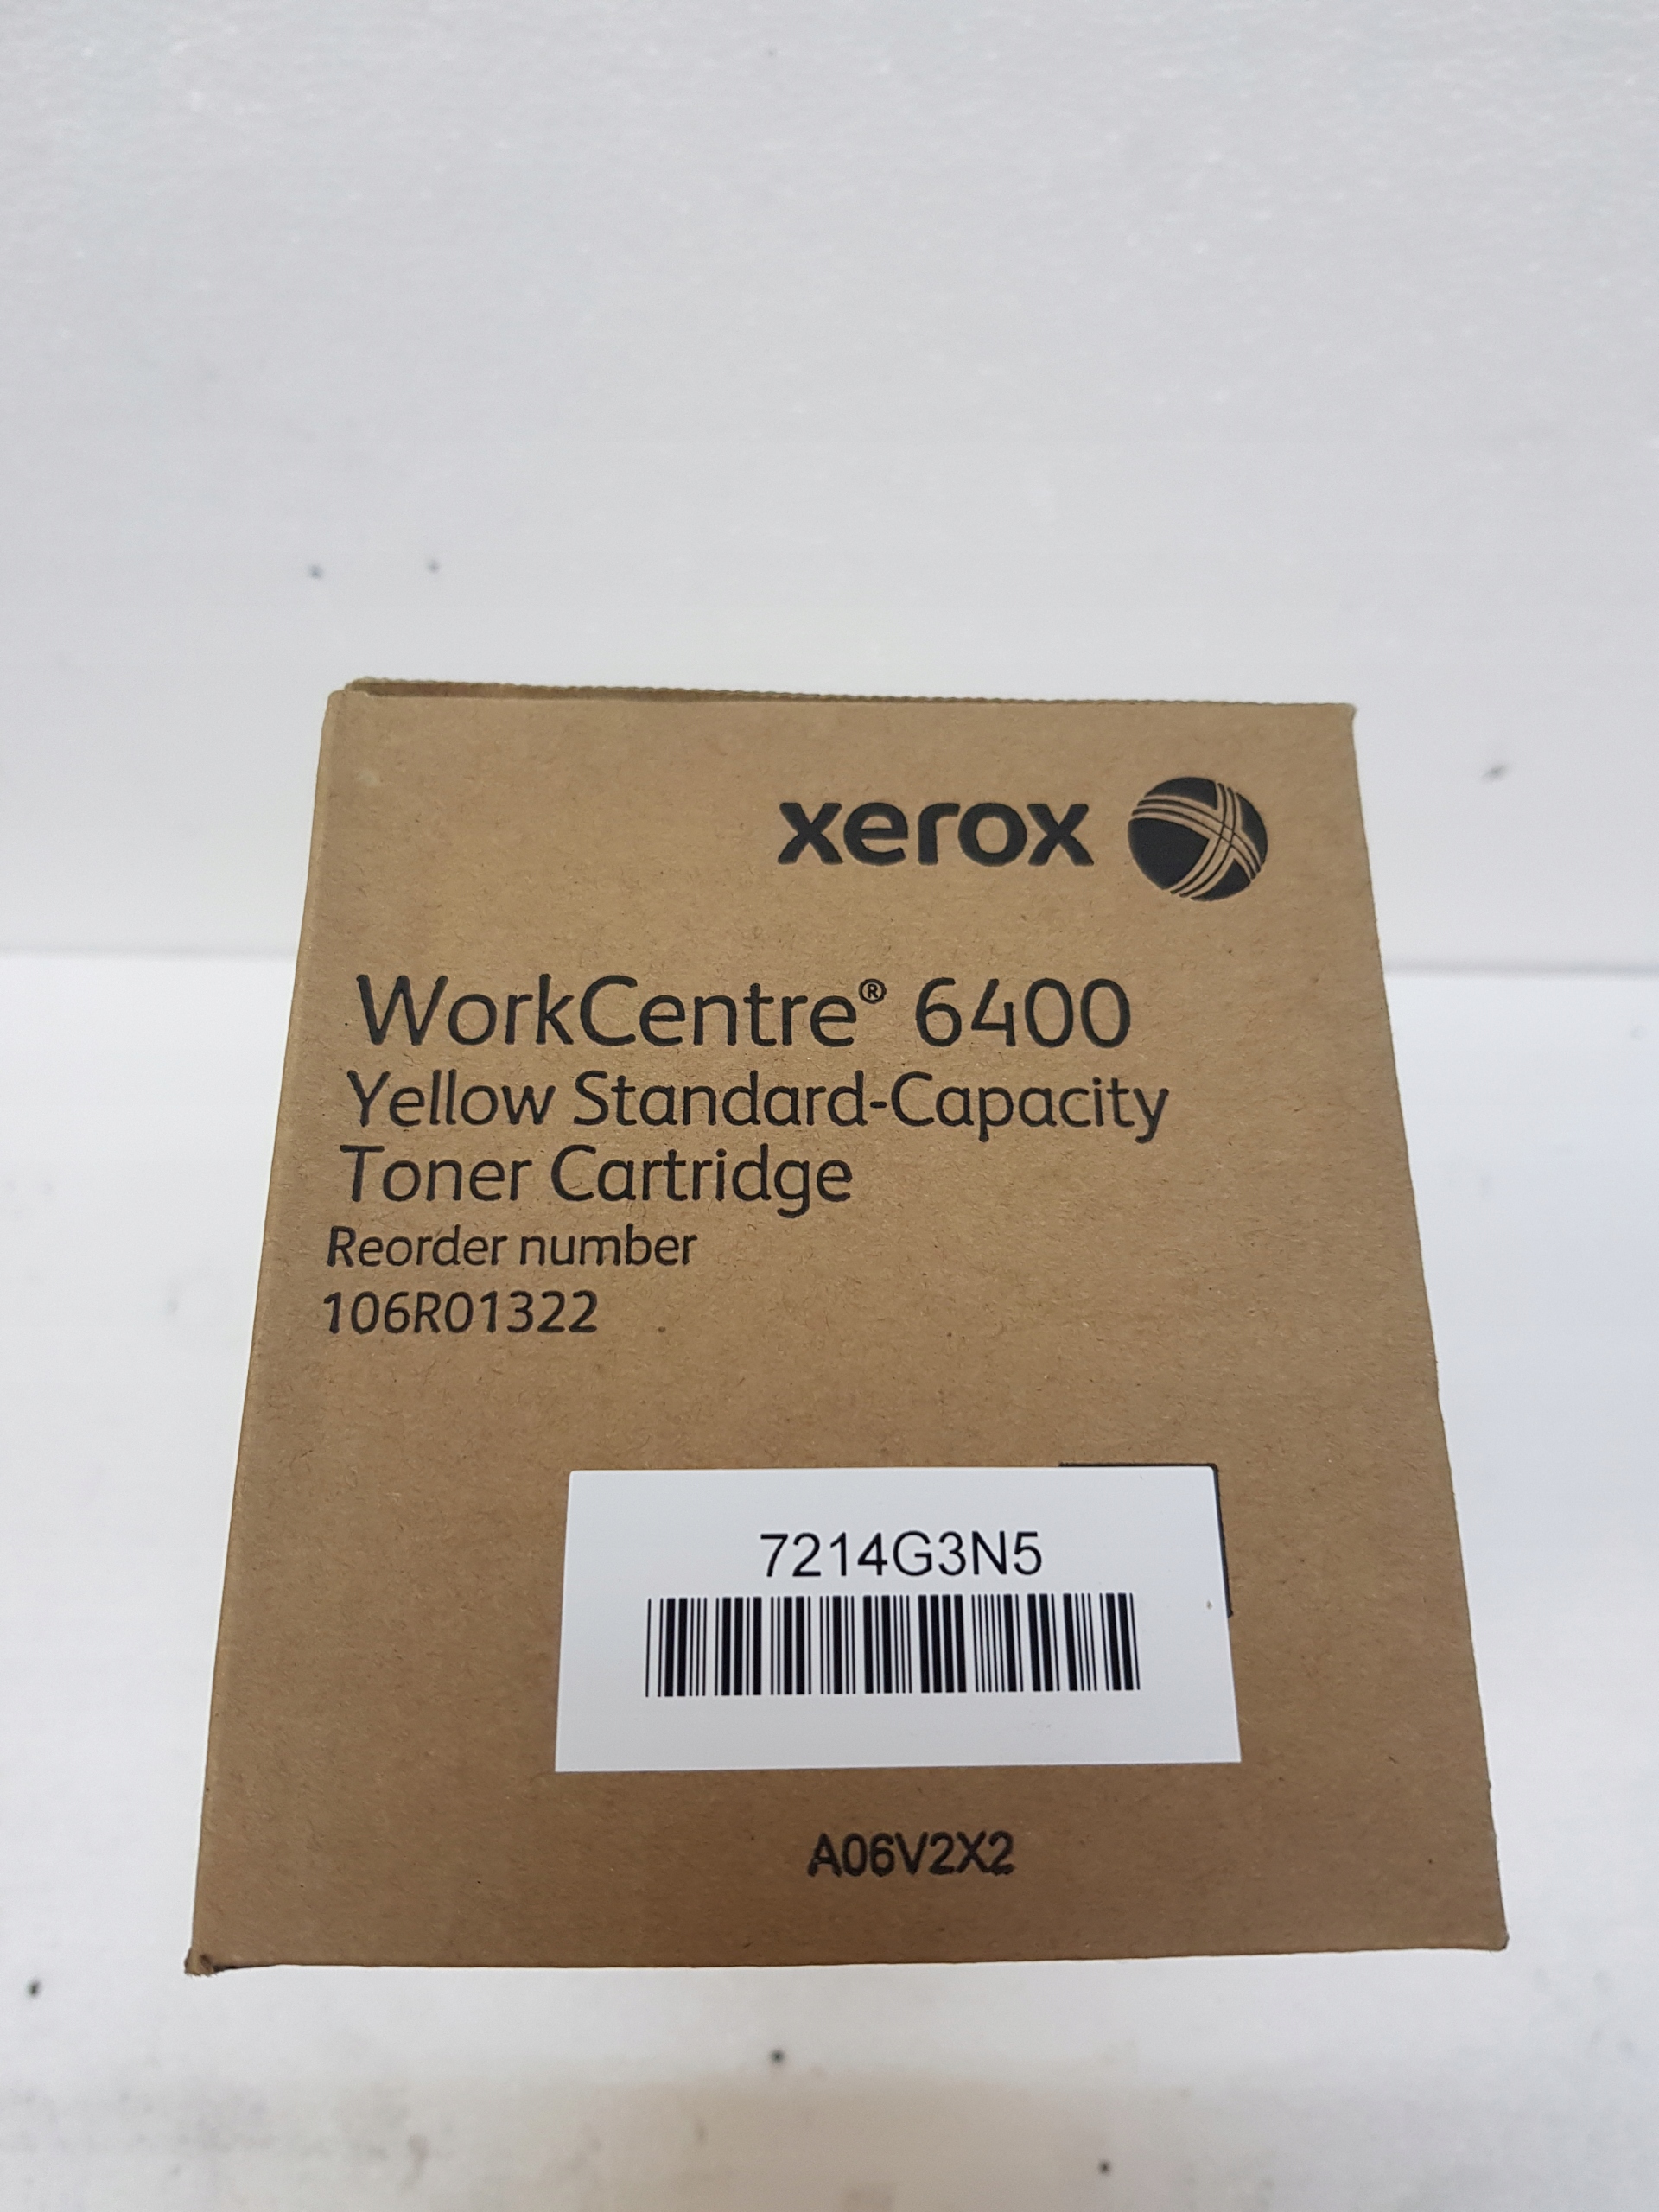 xerox
WorkCentre® 6400
Yellow Standard-Capacity
Toner Cartridge
Reorder number
106R01322
7214G3N5
A06V2X2